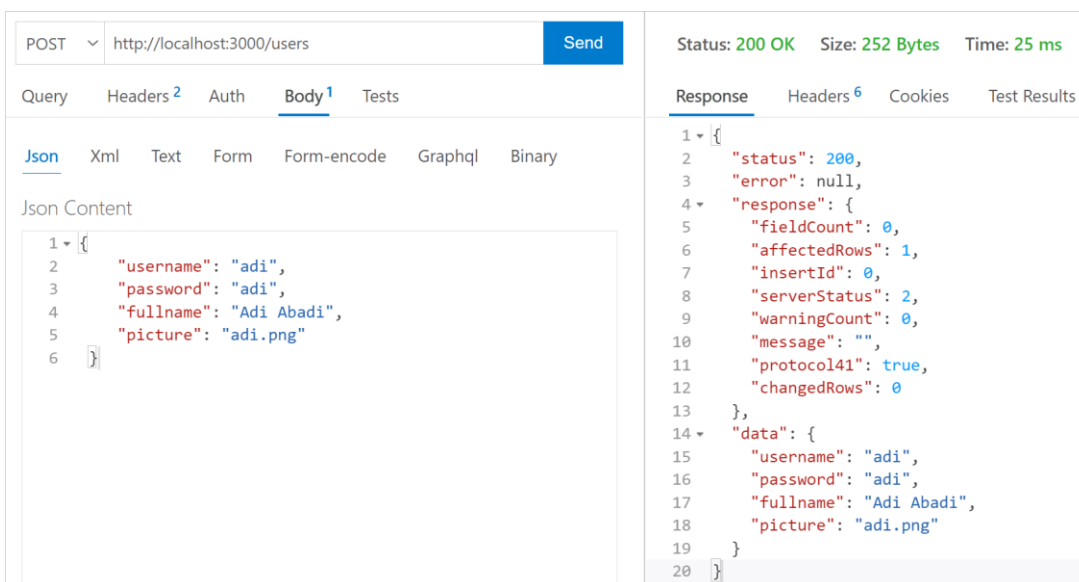 POST http://localhost:3000/users Send
Query Headers 2 Auth Body 1 Tests
Json Xml Text Form Form-encode Graphql Binary
Json Content
1 {
2 "username": "adi",
3 "password": "adi",
4 "fullname": "Adi Abadi",
5 "picture": "adi.png"
6 }
Status: 200 OK Size: 252 Bytes Time: 25 ms
Response Headers 6 Cookies Test Results
1 {
2 "status": 200,
3 "error": null,
4 "response": {
5 "fieldCount": 0,
6 "affectedRows": 1,
7 "insertId": 0,
8 "serverStatus": 2,
9 "warningCount": 0,
10 "message": "",
11 "protocol41": true,
12 "changedRows": 0
13 },
14 "data": {
15 "username": "adi",
16 "password": "adi",
17 "fullname": "Adi Abadi",
18 "picture": "adi.png"
19 }
20 }